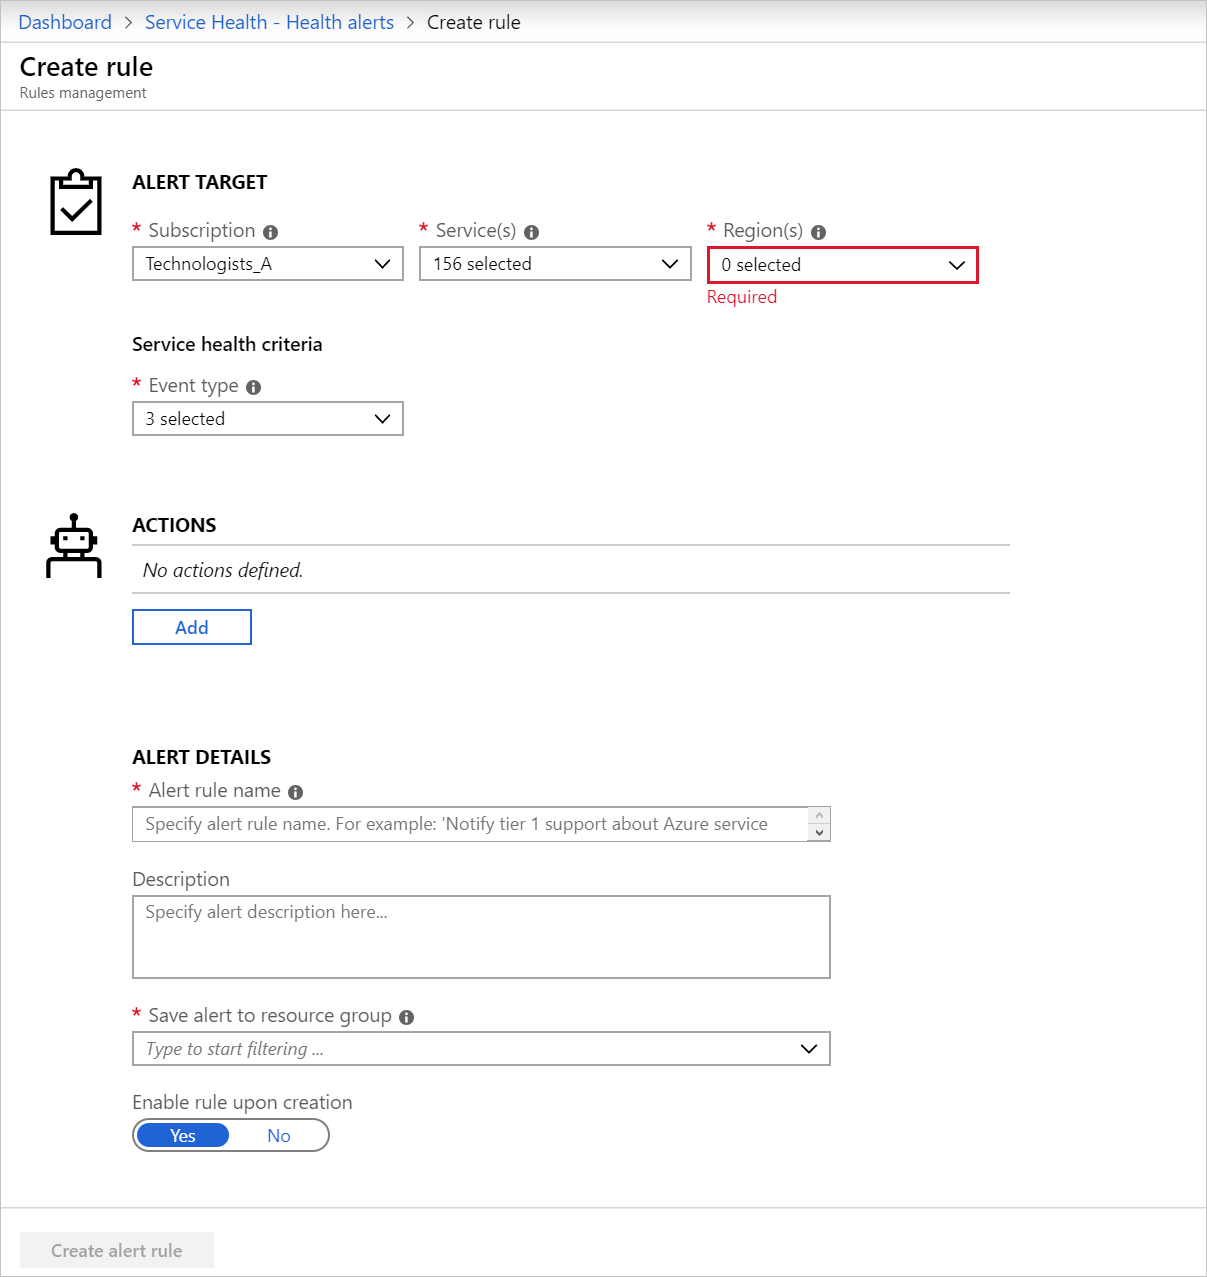 Dashboard > Service Health - Health alerts > Create rule
Create rule
Rules management
ALERT TARGET
* Subscription
* Service(s)
* Region(s)
Technologists_A
156 selected
0 selected
Required
Service health criteria
* Event type
3 selected
ACTIONS
No actions defined.
Add
ALERT DETAILS
* Alert rule name
Specify alert rule name. For example: 'Notify tier 1 support about Azure service
Description
Specify alert description here...
* Save alert to resource group
Type to start filtering ...
Enable rule upon creation
Yes No
Create alert rule